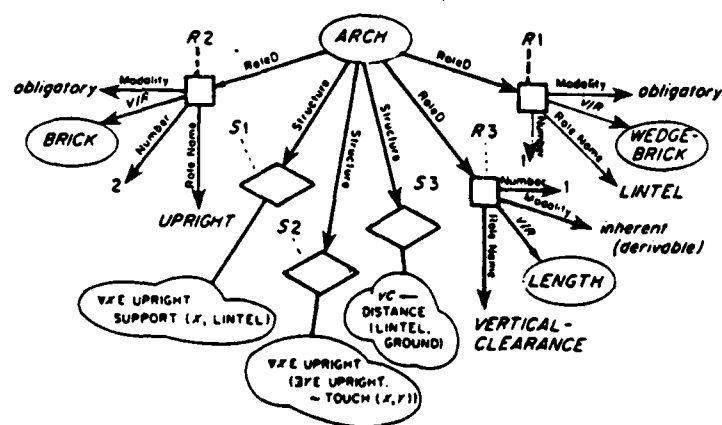 ARCH
R2
R1
RoleD
RoleD
obligatory
Modality
V/R
BRICK
Number
2
Role Name
UPRIGHT
Structure
Structure
Structure
RoleD
R3
Modality
obligatory
V/R
WEDGE-
BRICK
Number
1
Role Name
LINTEL
S1
S2
S3
Number
1
Modality
inherent
(derivable)
V/R
LENGTH
Role Name
VERTICAL-
CLEARANCE
∀X E UPRIGHT
SUPPORT (X, LINTEL)
∀X E UPRIGHT
(∃Y E UPRIGHT.
~ TOUCH (X,Y))
VC —
DISTANCE
(LINTEL,
GROUND)